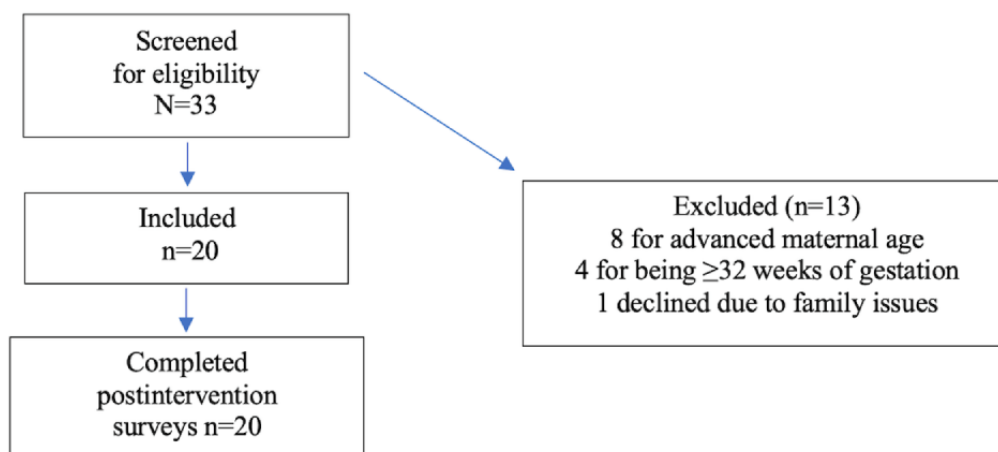 Screened
for eligibility
N=33
Included
n=20
Excluded (n=13)
8 for advanced maternal age
4 for being ≥32 weeks of gestation
1 declined due to family issues
Completed
postintervention
surveys n=20